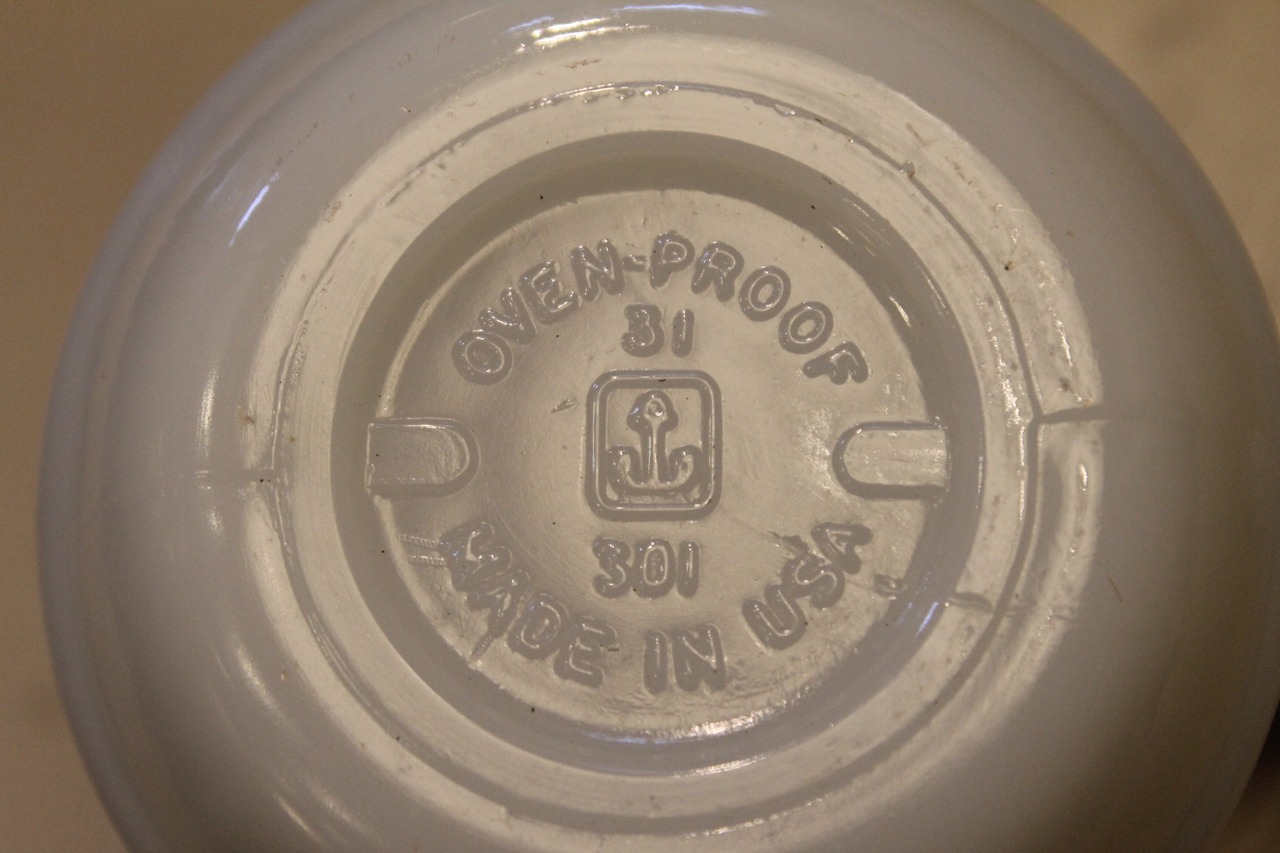 OVEN-PROOF
31
301
MADE IN USA